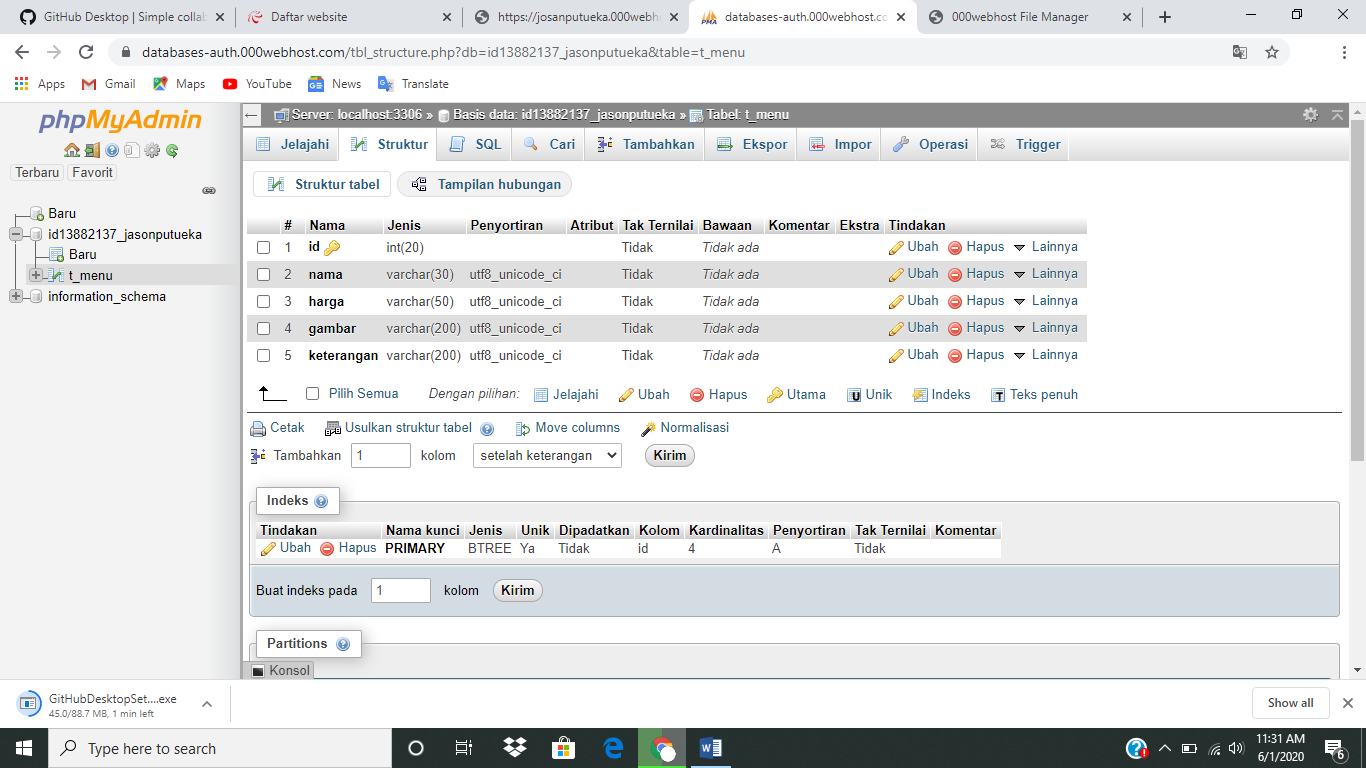 GitHub Desktop | Simple collab
Daftar website
https://josanputueka.000webh
databases-auth.000webhost.co
000webhost File Manager
databases-auth.000webhost.com/tbl_structure.php?db=id13882137_jasonputueka&table=t_menu
Apps Gmail Maps YouTube News Translate
phpMyAdmin
Terbaru Favorit
Baru
id13882137_jasonputueka
Baru
t_menu
information_schema
Server: localhost:3306 » Basis data: id13882137_jasonputueka » Tabel: t_menu
Jelajahi Struktur SQL Cari Tambahkan Ekspor Impor Operasi Trigger
Struktur tabel Tampilan hubungan
# Nama Jenis Penyortiran Atribut Tak Ternilai Bawaan Komentar Ekstra Tindakan
1 id int(20) Tidak Tidak ada Ubah Hapus Lainnya
2 nama varchar(30) utf8_unicode_ci Tidak Tidak ada Ubah Hapus Lainnya
3 harga varchar(50) utf8_unicode_ci Tidak Tidak ada Ubah Hapus Lainnya
4 gambar varchar(200) utf8_unicode_ci Tidak Tidak ada Ubah Hapus Lainnya
5 keterangan varchar(200) utf8_unicode_ci Tidak Tidak ada Ubah Hapus Lainnya
Pilih Semua Dengan pilihan: Jelajahi Ubah Hapus Utama Unik Indeks Teks penuh
Cetak Usulkan struktur tabel Move columns Normalisasi
Tambahkan 1 kolom setelah keterangan Kirim
Indeks
Tindakan Nama kunci Jenis Unik Dipadatkan Kolom Kardinalitas Penyortiran Tak Ternilai Komentar
Ubah Hapus PRIMARY BTREE Ya Tidak id 4 A Tidak
Buat indeks pada 1 kolom Kirim
Partitions
Konsol
GitHubDesktopSet....exe
45.0/88.7 MB, 1 min left
Show all
Type here to search
11:31 AM
6/1/2020
6